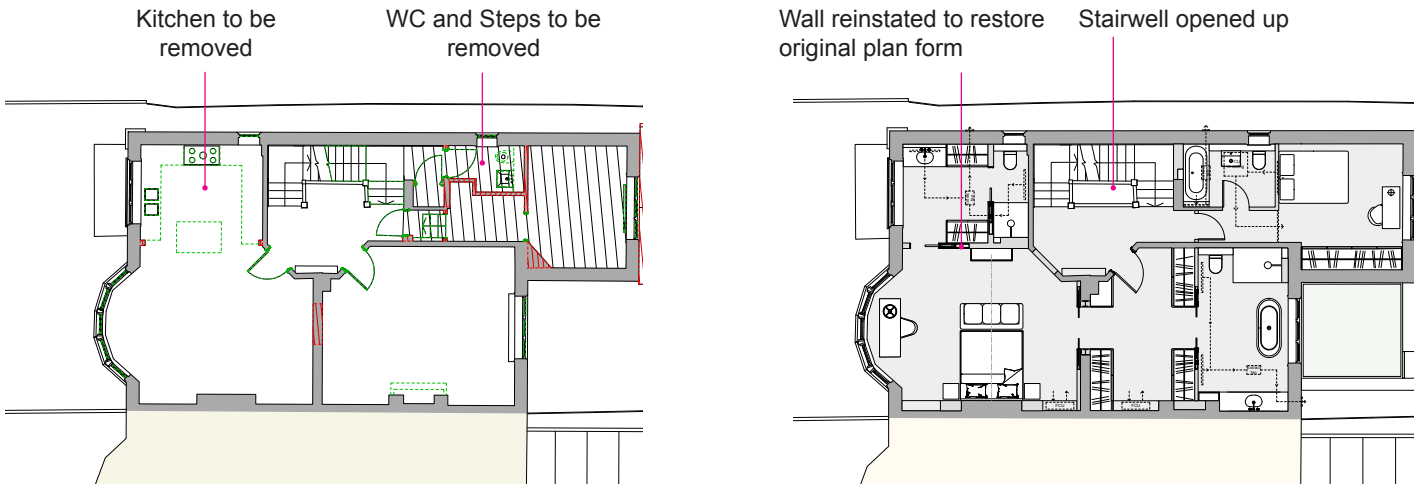 Kitchen to be
removed
WC and Steps to be
removed
Wall reinstated to restore
original plan form
Stairwell opened up